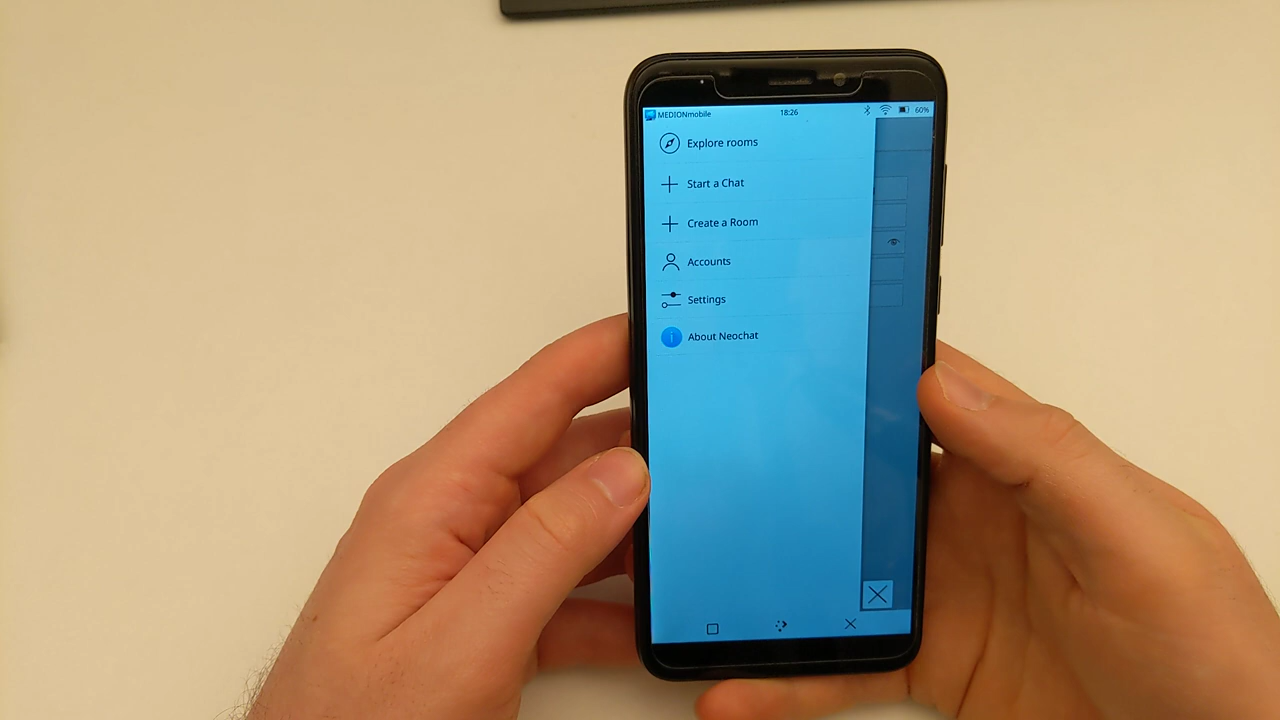 MEDIONmobile 18:26 60%
Explore rooms
Start a Chat
Create a Room
Accounts
Settings
About Neochat